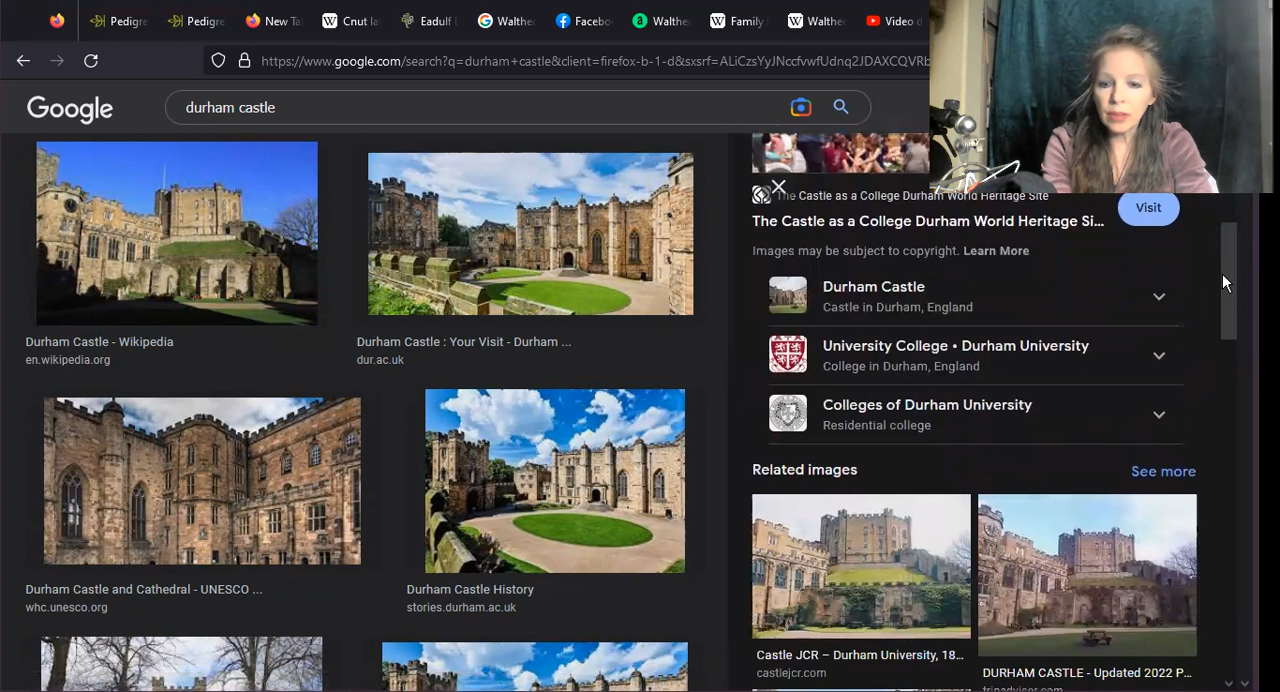 Pedigre
Pedigre
New Ta
Cnut la
Eadulf
Walthe
Facebo
Walthe
Family
Walthe
Video d
https://www.google.com/search?q=durham+castle&client=firefox-b-1-d&sxsrf=
Google
durham castle
The Castle as a College Durham World Heritage Site
The Castle as a College Durham World Heritage Si...
Visit
Images may be subject to copyright. Learn More
Durham Castle
Castle in Durham, England
University College • Durham University
College in Durham, England
Colleges of Durham University
Residential college
Related images
See more
Durham Castle - Wikipedia
en.wikipedia.org
Durham Castle : Your Visit - Durham ...
dur.ac.uk
Durham Castle and Cathedral - UNESCO ...
whc.unesco.org
Durham Castle History
stories.durham.ac.uk
Castle JCR – Durham University, 18...
castlejcr.com
DURHAM CASTLE - Updated 2022 P...
tripadvisor.com